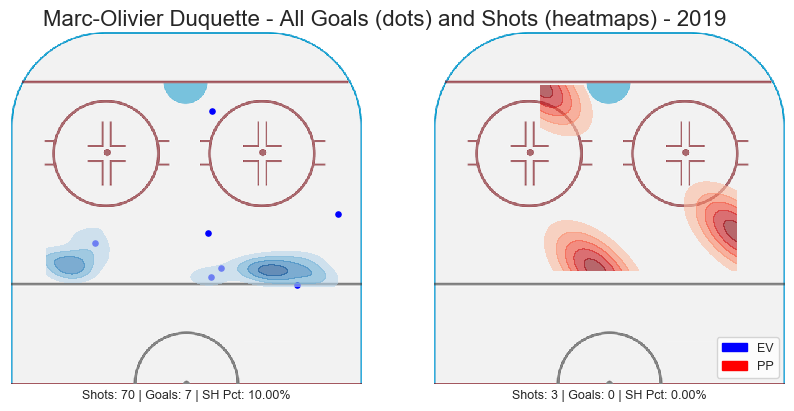 Marc-Olivier Duquette - All Goals (dots) and Shots (heatmaps) - 2019
EV
PP
Shots: 70 | Goals: 7 | SH Pct: 10.00%
Shots: 3 | Goals: 0 | SH Pct: 0.00%